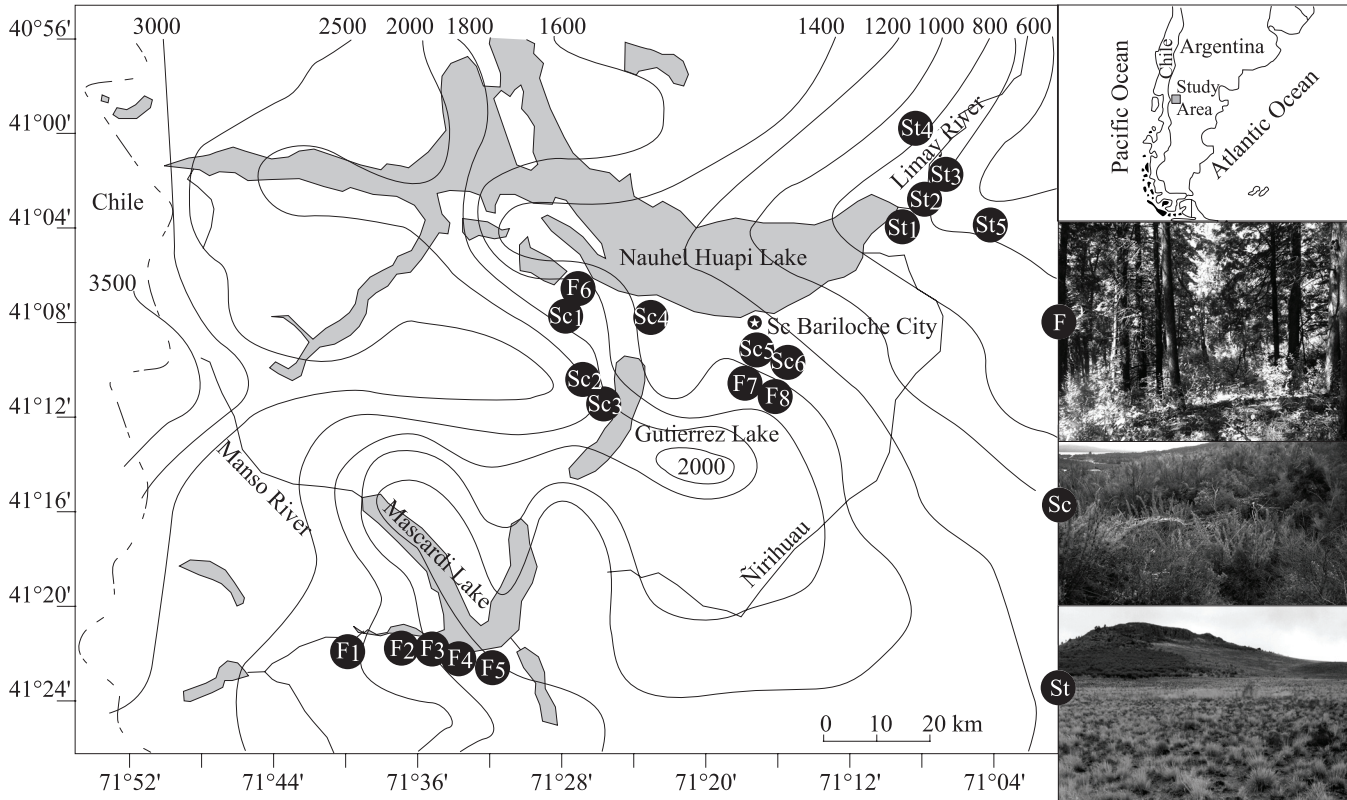 3000 2500 2000 1800 1600 1400 1200 1000 800 600
40°56'
41°00'
41°04'
41°08'
41°12'
41°16'
41°20'
41°24'
71°52' 71°44' 71°36' 71°28' 71°20' 71°12' 71°04'
Chile
3500
Limay River
St4
St3
St2
St1
St5
Nauhel Huapi Lake
F6
Sc1
Sc4
Sc Bariloche City
Sc5
Sc6
Sc2
Sc3
F7
F8
Gutierrez Lake
2000
Manso River
Mascardi Lake
Ñirihuau
F1
F2
F3
F4
F5
0 10 20 km
Pacific Ocean
Chile
Argentina
Study
Area
Atlantic Ocean
F
Sc
St